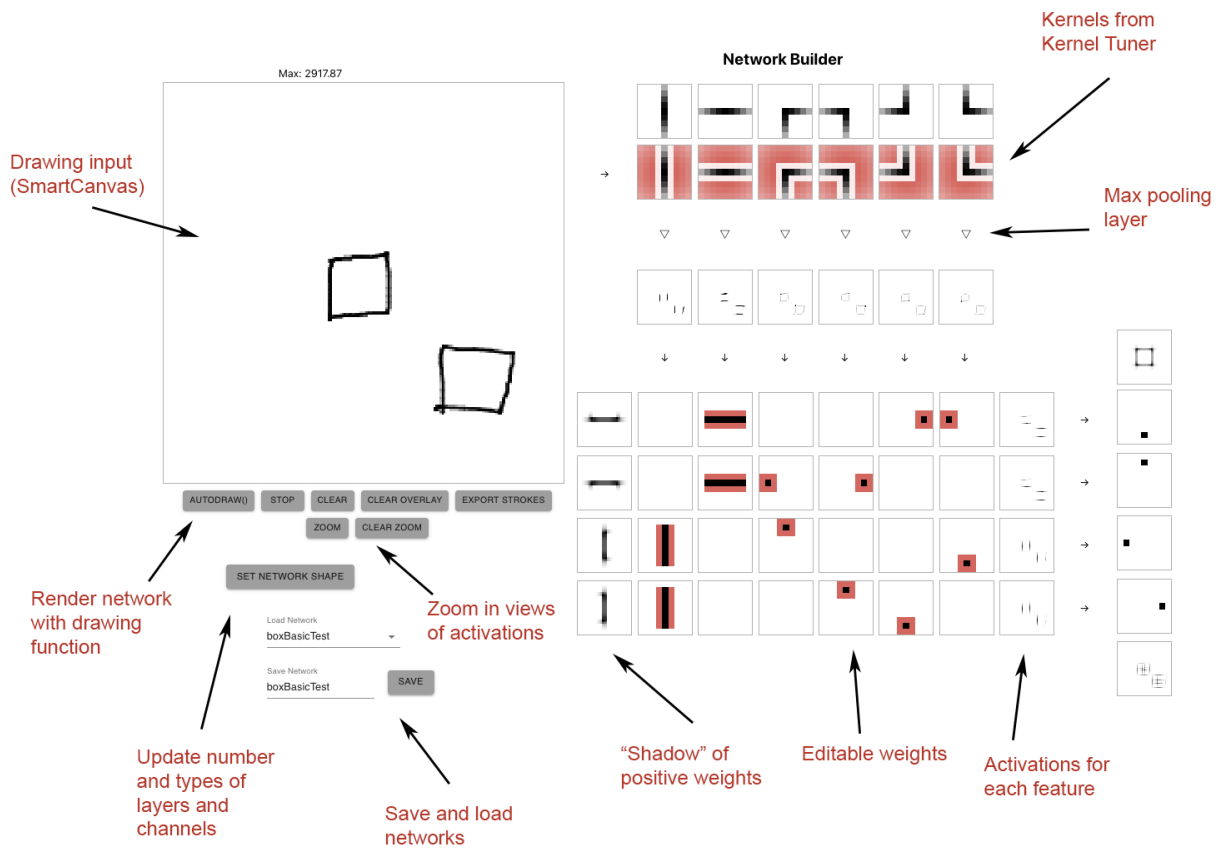 Kernels from
Kernel Tuner
Network Builder
Max: 2917.87
Drawing input
(SmartCanvas)
Max pooling
layer
AUTODRAW()
STOP
CLEAR
CLEAR OVERLAY
EXPORT STROKES
ZOOM
CLEAR ZOOM
SET NETWORK SHAPE
Render network
with drawing
function
Zoom in views
of activations
Load Network
boxBasicTest
Save Network
boxBasicTest
SAVE
Update number
and types of
layers and
channels
Save and load
networks
“Shadow” of
positive weights
Editable weights
Activations for
each feature